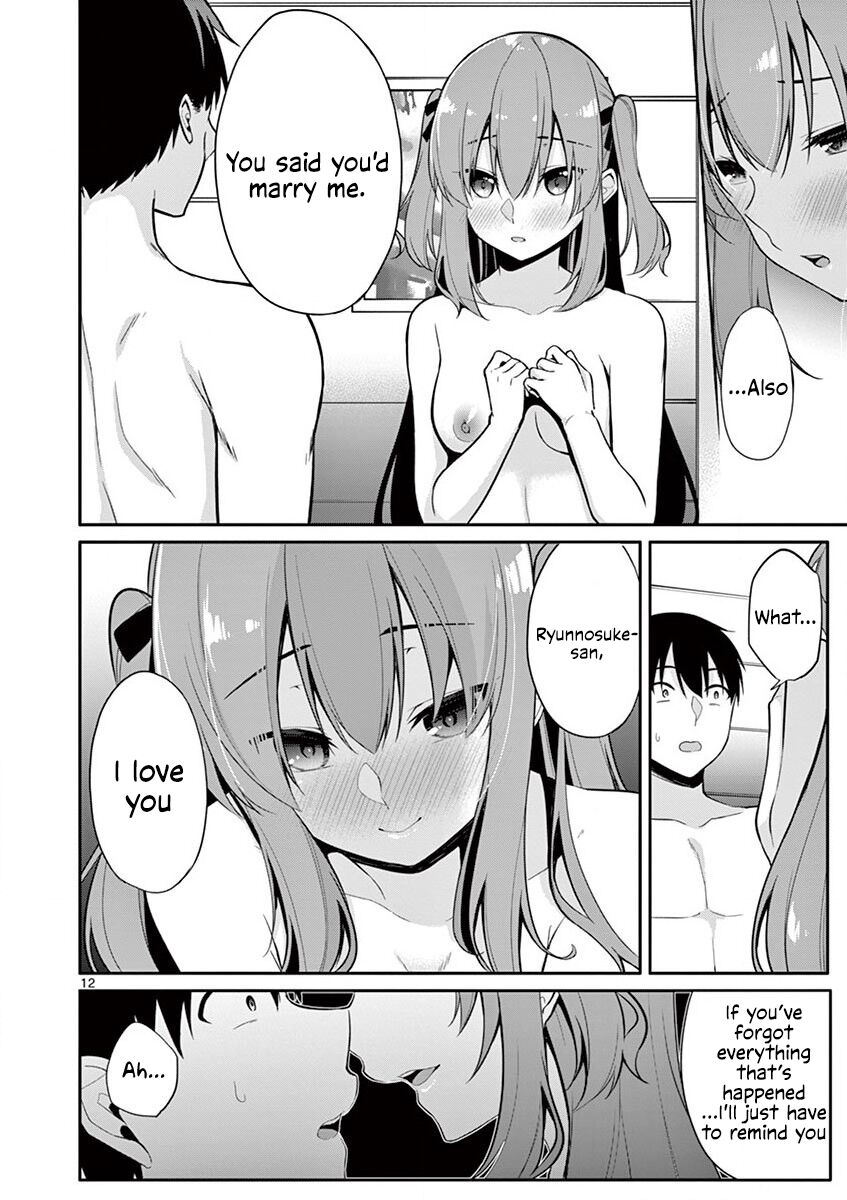 ...Also
You said you'd
marry me.
What...
Ryunnosuke-
san,
I love
you
If you've
forgot
everything
that's
happened
...I'll just have
to remind you
Ah...
12